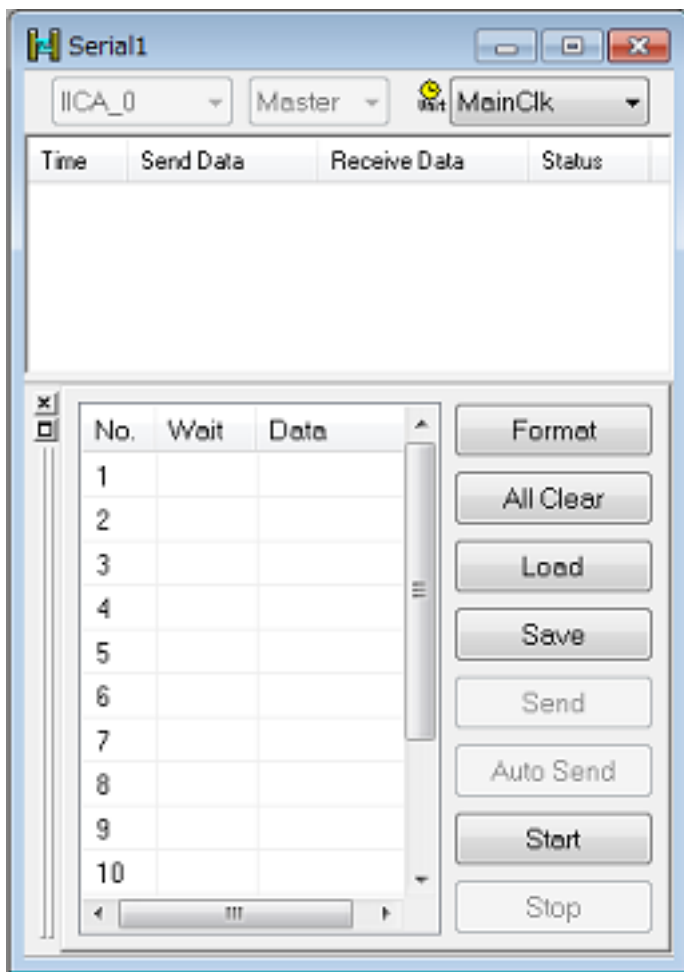 Serial1
IICA_0 Master Unit MainClk
Time Send Data Receive Data Status
No. Wait Data
1
2
3
4
5
6
7
8
9
10
Format
All Clear
Load
Save
Send
Auto Send
Start
Stop